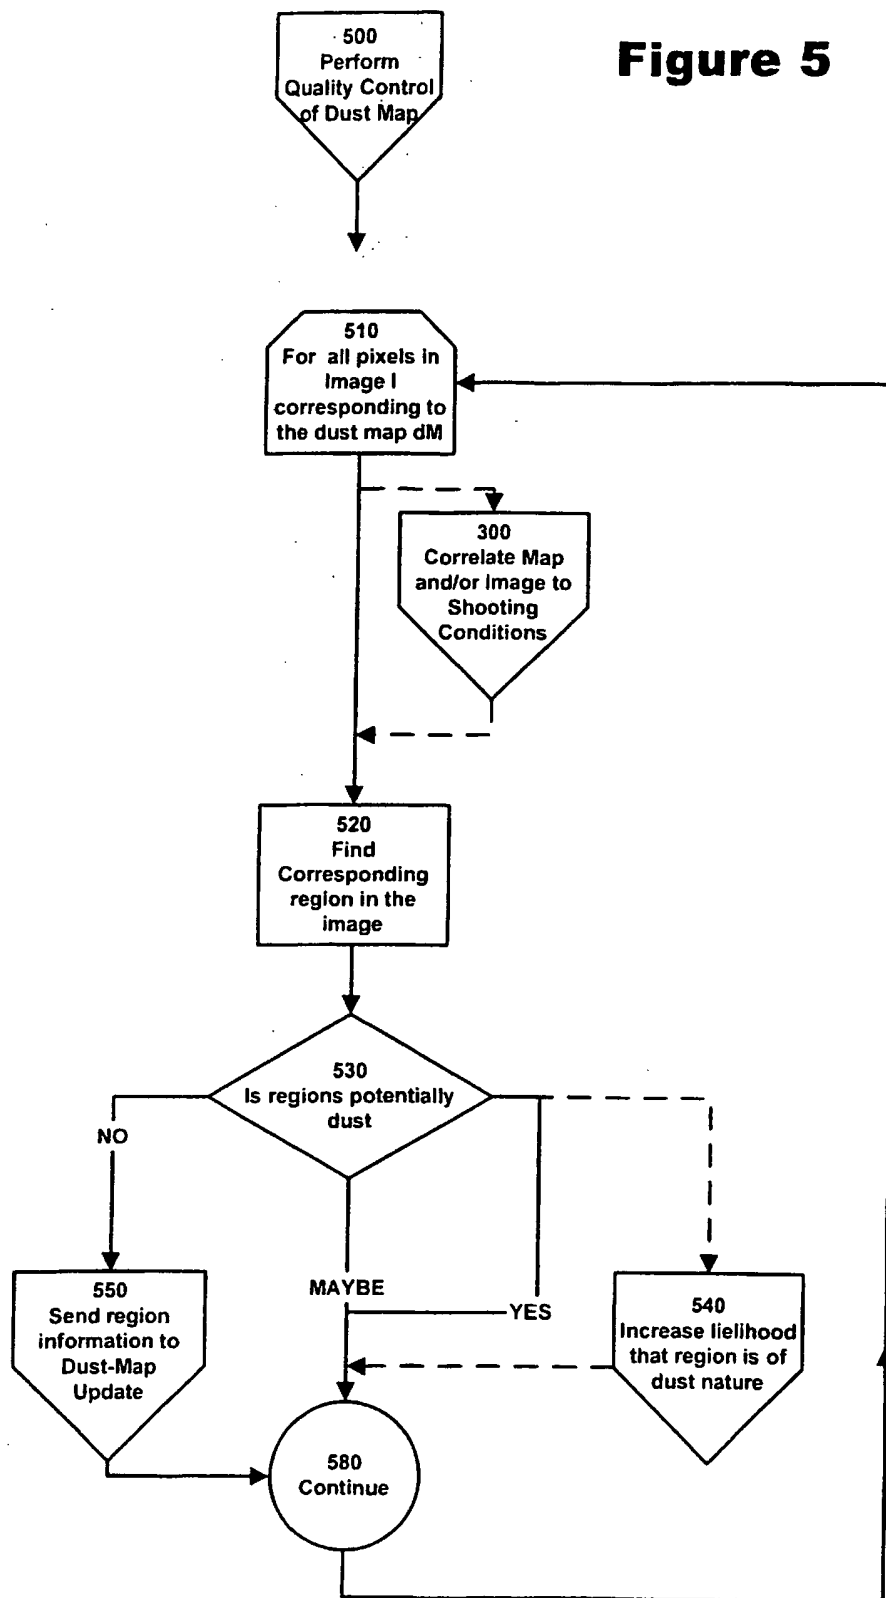 Figure 5
500
Perform
Quality Control
of Dust Map
510
For all pixels in
Image I
corresponding to
the dust map dM
300
Correlate Map
and/or Image to
Shooting
Conditions
520
Find
Corresponding
region in the
image
530
Is regions potentially
dust
NO
MAYBE
YES
550
Send region
information to
Dust-Map
Update
540
Increase lielihood
that region is of
dust nature
580
Continue